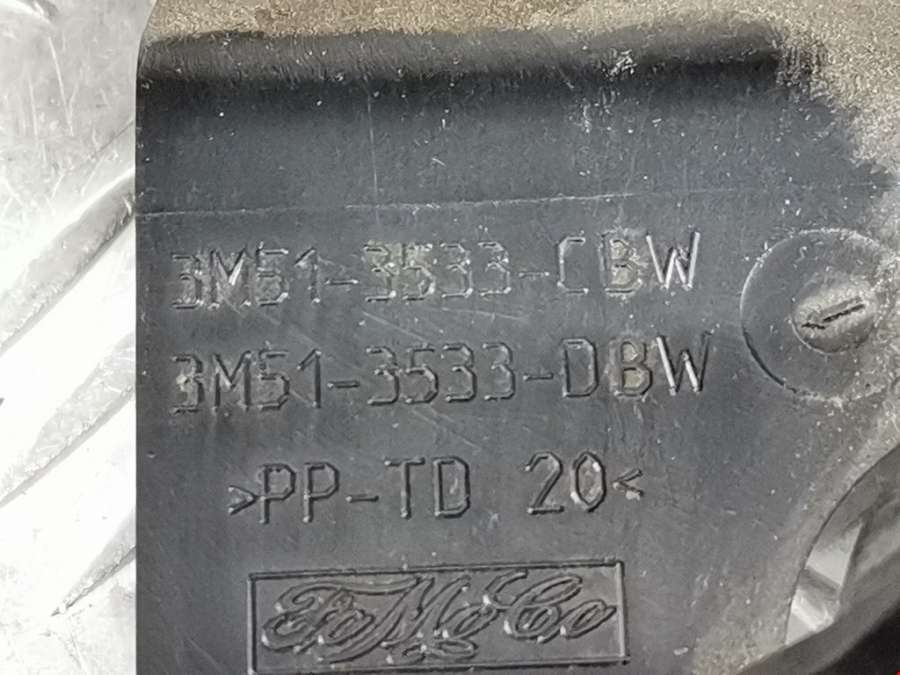 3M51-3533-CBW
3M51-3533-DBW
>PP-TD 20<
FoMoCo